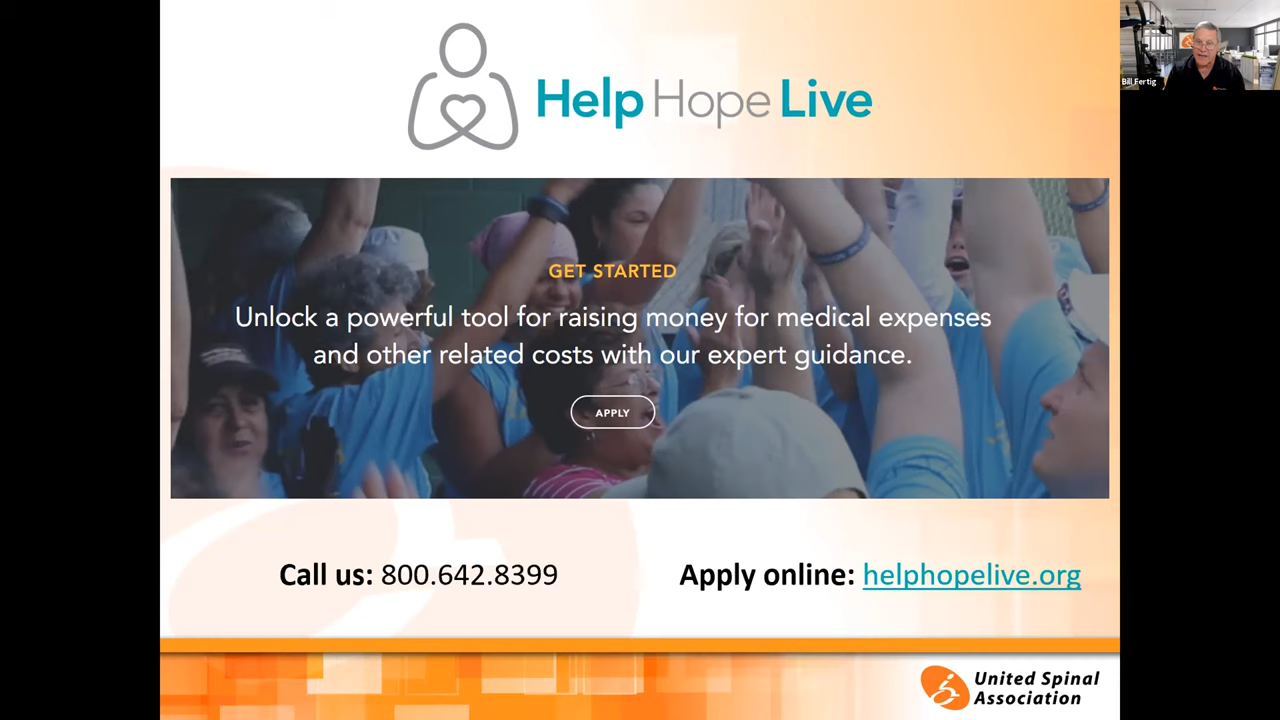 Help Hope Live
Bill Fertig
GET STARTED
Unlock a powerful tool for raising money for medical expenses
and other related costs with our expert guidance.
APPLY
Call us: 800.642.8399
Apply online: helphopelive.org
United Spinal
Association